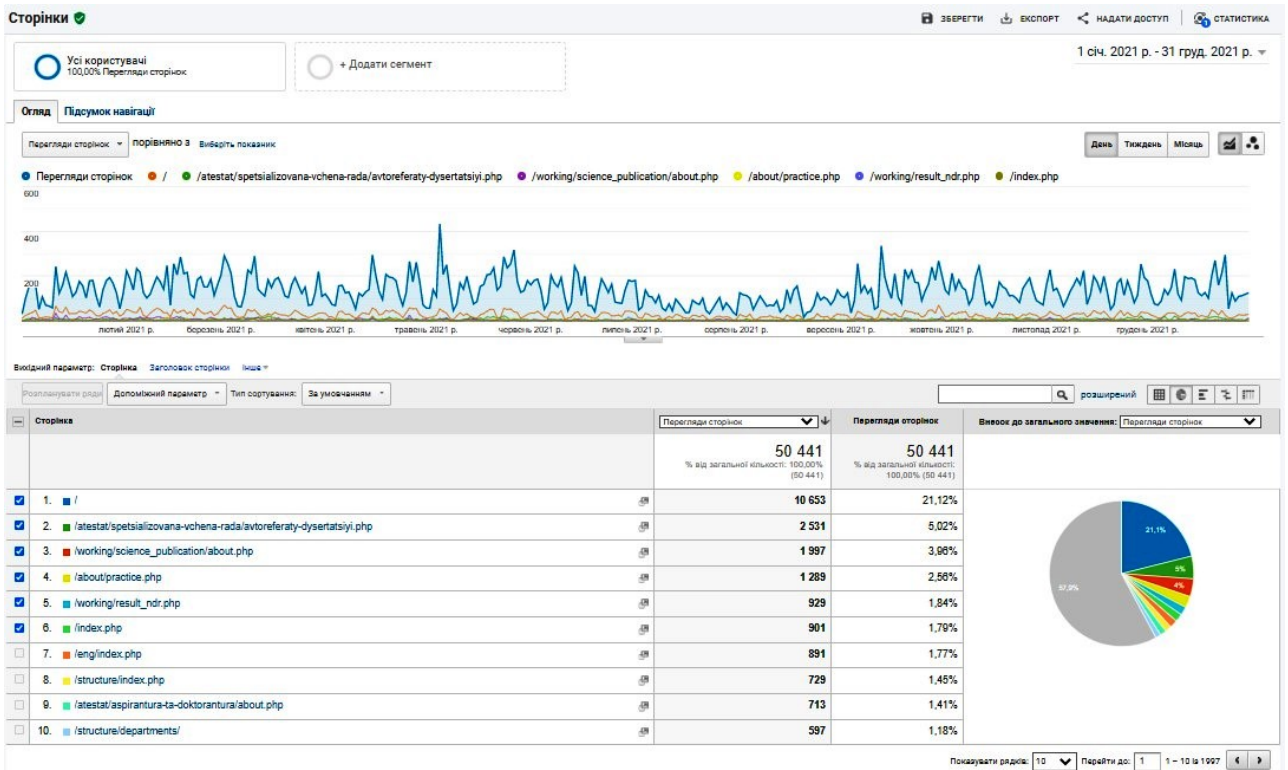 Сторінки
ЗБЕРЕГТИ ЕКСПОРТ НАДАТИ ДОСТУП СТАТИСТИКА
Усі користувачі
100,00% Перегляди сторінок
+ Додати сегмент
1 січ. 2021 р. - 31 груд. 2021 р.
Огляд Підсумок навігації
Перегляди сторінок порівняно з Виберіть показник
День Тиждень Місяць
Перегляди сторінок / /atestat/spetsializovana-vchena-rada/avtoreferaty-dysertatsiyi.php /working/science_publication/about.php /about/practice.php /working/result_ndr.php /index.php
600
400
200
лютий 2021 р. березень 2021 р. квітень 2021 р. травень 2021 р. червень 2021 р. липень 2021 р. серпень 2021 р. вересень 2021 р. жовтень 2021 р. листопад 2021 р. грудень 2021 р.
Вихідний параметр: Сторінка Заголовок сторінки Інше
Розпланувати ряди Допоміжний параметр Тип сортування: За умовчанням розширений
Сторінка Перегляди сторінок Перегляди сторінок Внесок до загального значення: Перегляди сторінок
50 441 50 441
% від загальної кількості: 100,00% (50 441) % від загальної кількості: 100,00% (50 441)
1. / 10 653 21,12%
2. /atestat/spetsializovana-vchena-rada/avtoreferaty-dysertatsiyi.php 2 531 5,02%
3. /working/science_publication/about.php 1 997 3,96%
4. /about/practice.php 1 289 2,56%
5. /working/result_ndr.php 929 1,84%
6. /index.php 901 1,79%
7. /eng/index.php 891 1,77%
8. /structure/index.php 729 1,45%
9. /atestat/aspirantura-ta-doktorantura/about.php 713 1,41%
10. /structure/departments/ 597 1,18%
21,1%
5%
4%
57,9%
Показувати рядків: 10 Перейти до: 1 1 – 10 із 1997